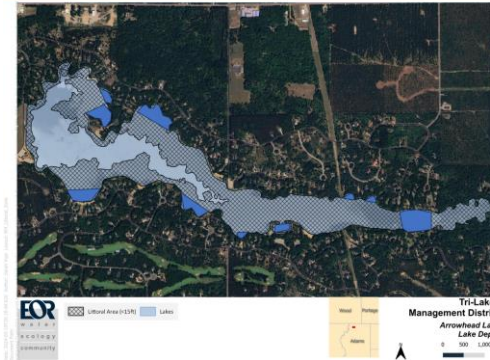 EOR
water
ecology
community
Littoral Area (<15ft)
Lakes
Wood
Portage
Adams
Tri-Lake
Management Distri
Arrowhead La
Lake Dep
0 500 1,000